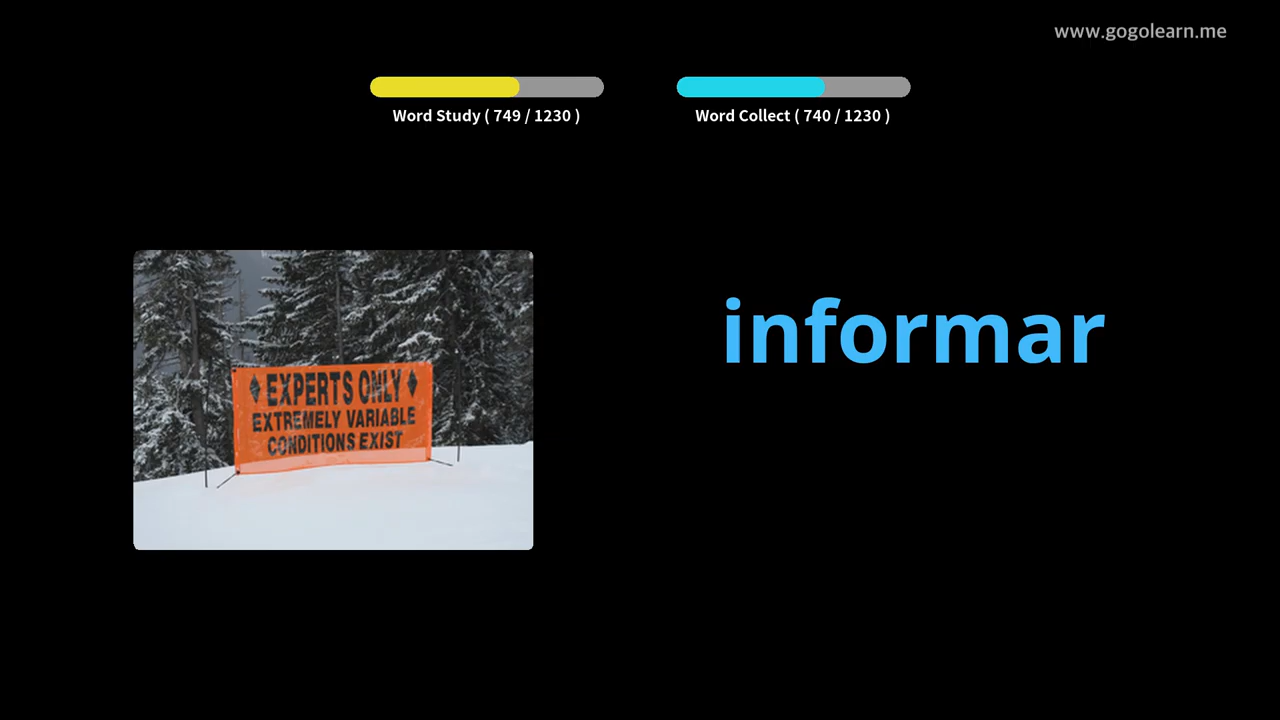 www.gogolearn.me
Word Study ( 749 / 1230 )
Word Collect ( 740 / 1230 )
informar
EXPERTS ONLY
EXTREMELY VARIABLE
CONDITIONS EXIST